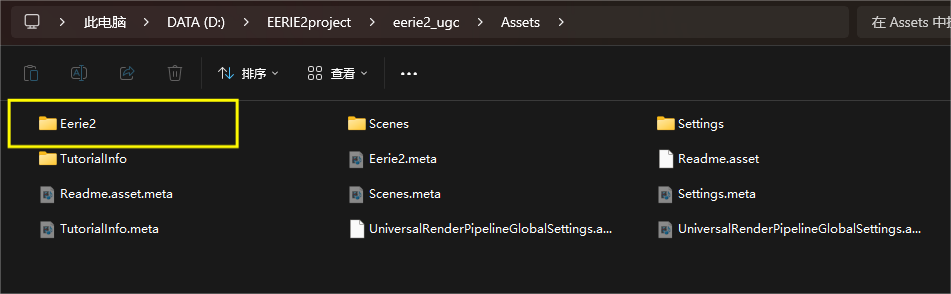 此电脑 > DATA (D:) > EERIE2project > eerie2_ugc > Assets > 在 Assets 中
排序 查看 •••
Eerie2 Scenes Settings
TutorialInfo Eerie2.meta Readme.asset
Readme.asset.meta Scenes.meta Settings.meta
TutorialInfo.meta UniversalRenderPipelineGlobalSettings.a... UniversalRenderPipelineGlobalSettings.a...